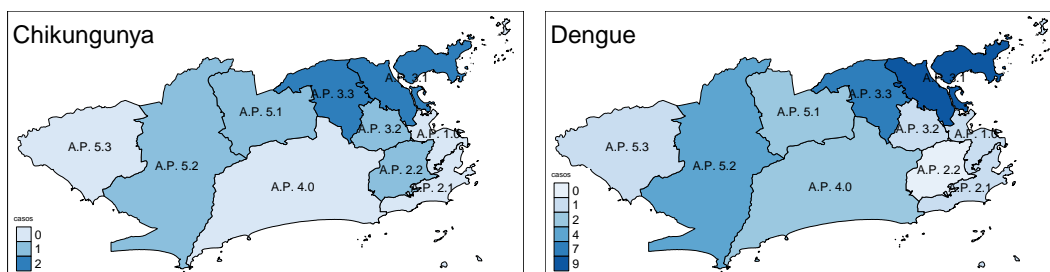 Chikungunya
A.P. 3.1
A.P. 3.3
A.P. 5.1
A.P. 3.2
A.P. 1.0
A.P. 5.3
A.P. 5.2
A.P. 2.2
A.P. 4.0
A.P. 2.1
casos
0
1
2
Dengue
A.P. 3.1
A.P. 3.3
A.P. 5.1
A.P. 3.2
A.P. 1.0
A.P. 5.3
A.P. 5.2
A.P. 2.2
A.P. 4.0
A.P. 2.1
casos
0
1
2
4
7
9